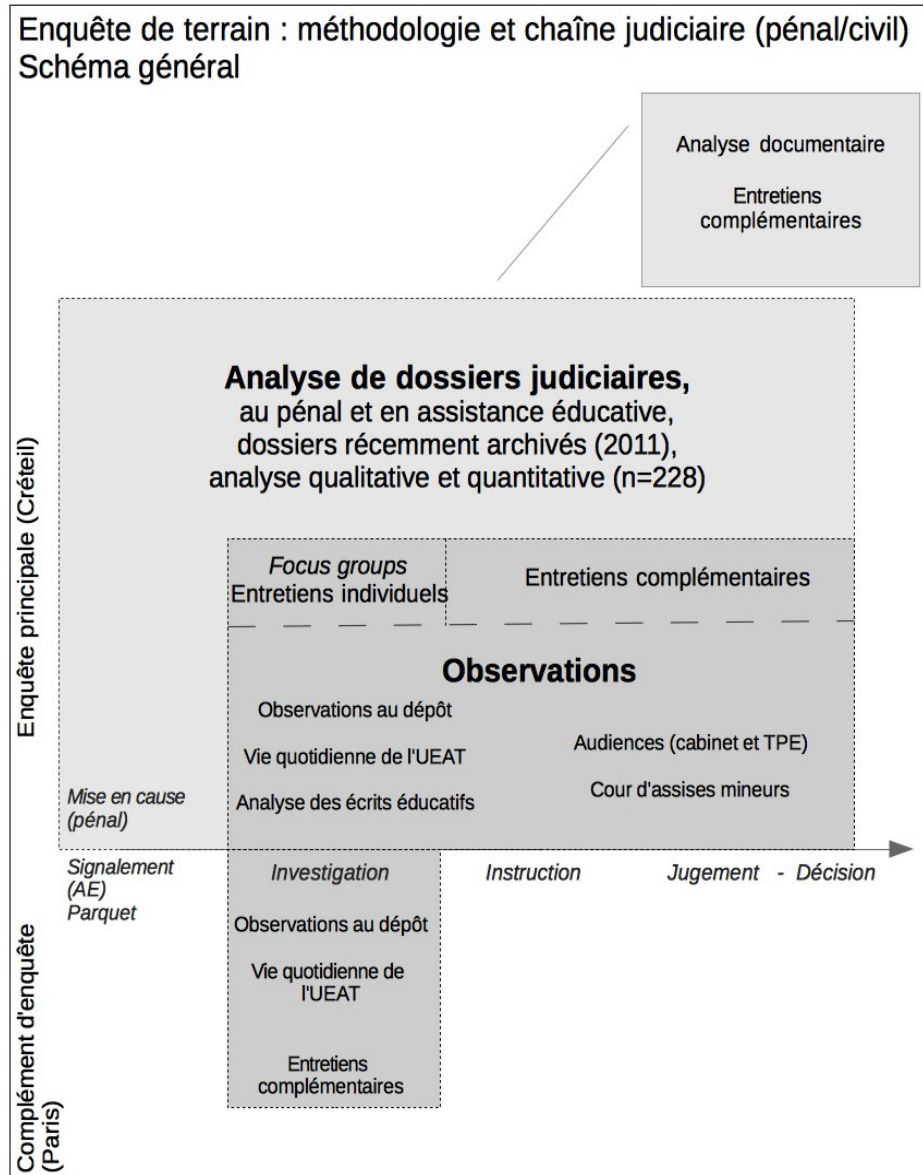 Enquête de terrain : méthodologie et chaîne judiciaire (pénal/civil)
Schéma général
Analyse documentaire
Entretiens
complémentaires
Enquête principale (Créteil)
Analyse de dossiers judiciaires,
au pénal et en assistance éducative,
dossiers récemment archivés (2011),
analyse qualitative et quantitative (n=228)
Focus groups
Entretiens individuels
Entretiens complémentaires
Observations
Observations au dépôt
Vie quotidienne de l'UEAT
Analyse des écrits éducatifs
Audiences (cabinet et TPE)
Cour d'assises mineurs
Mise en cause
(pénal)
Signalement
(AE)
Parquet
Investigation
Instruction
Jugement - Décision
Complément d'enquête
(Paris)
Observations au dépôt
Vie quotidienne de
l'UEAT
Entretiens
complémentaires